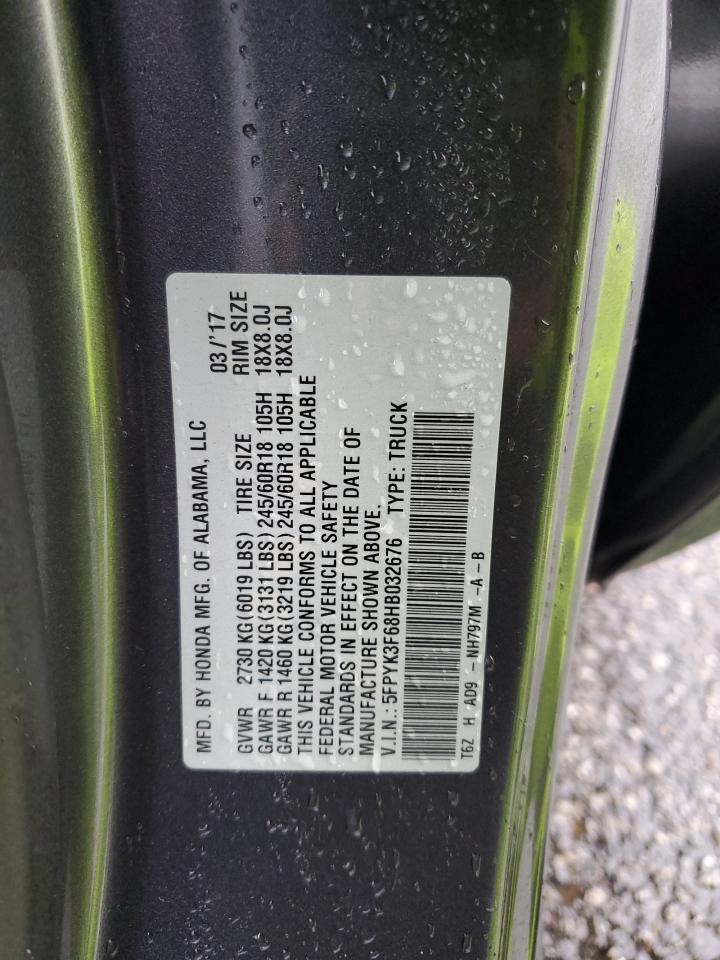 MFD. BY HONDA MFG. OF ALABAMA, LLC 03/'17
GVWR 2730 KG(6019 LBS) TIRE SIZE RIM SIZE
GAWR F 1420 KG(3131 LBS)245/60R18 105H 18X8.0J
GAWR R 1460 KG(3219 LBS)245/60R18 105H 18X8.0J
THIS VEHICLE CONFORMS TO ALL APPLICABLE
FEDERAL MOTOR VEHICLE SAFETY
STANDARDS IN EFFECT ON THE DATE OF
MANUFACTURE SHOWN ABOVE.
V.I.N.: 5FPYK3F68HB032676 TYPE: TRUCK
T6Z H AD9 -NH797M -A-B